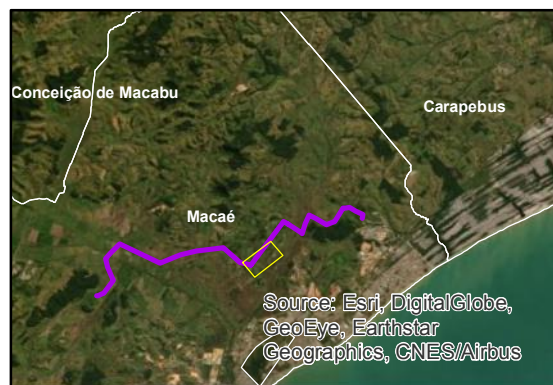 Conceição de Macabu
Carapebus
Macaé
Source: Esri, DigitalGlobe,
GeoEye, Earthstar
Geographics, CNES/Airbus